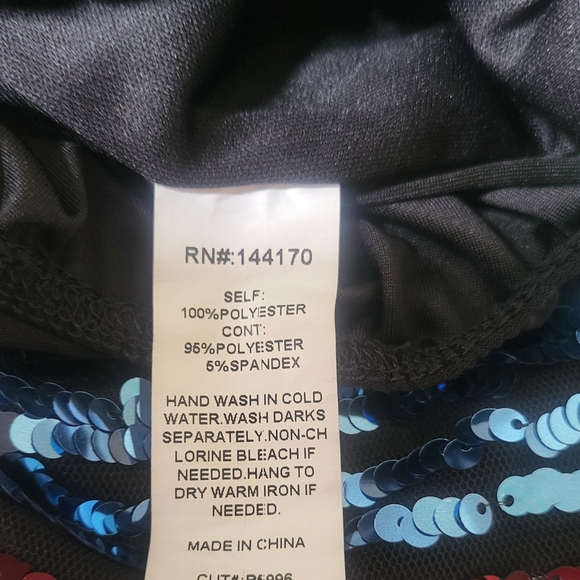 RN#:144170
SELF:
100%POLYESTER
CONT:
95%POLYESTER
5%SPANDEX
HAND WASH IN COLD
WATER.WASH DARKS
SEPARATELY.NON-CH
LORINE BLEACH IF
NEEDED.HANG TO
DRY WARM IRON IF
NEEDED.
MADE IN CHINA
CUT#: